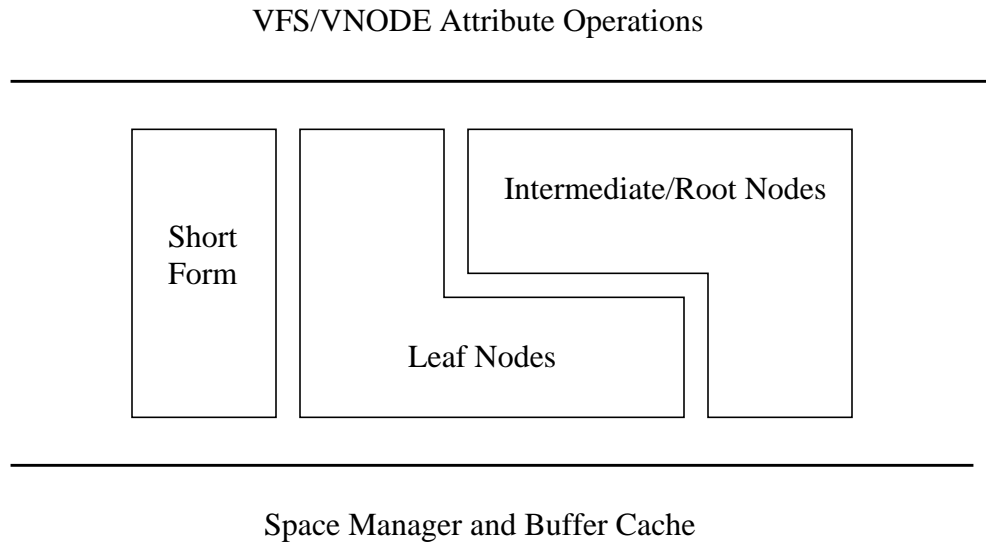 VFS/VNODE Attribute Operations
Intermediate/Root Nodes
Short
Form
Leaf Nodes
Space Manager and Buffer Cache